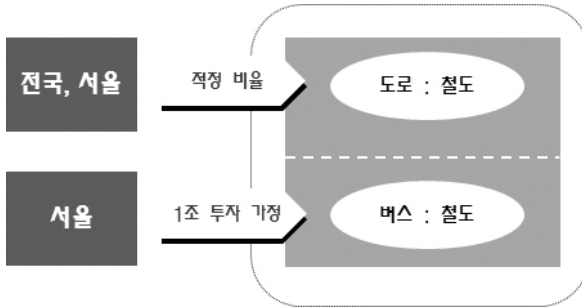 전국, 서울
적정 비율
도로 : 철도
서울
1조 투자 가정
버스 : 철도